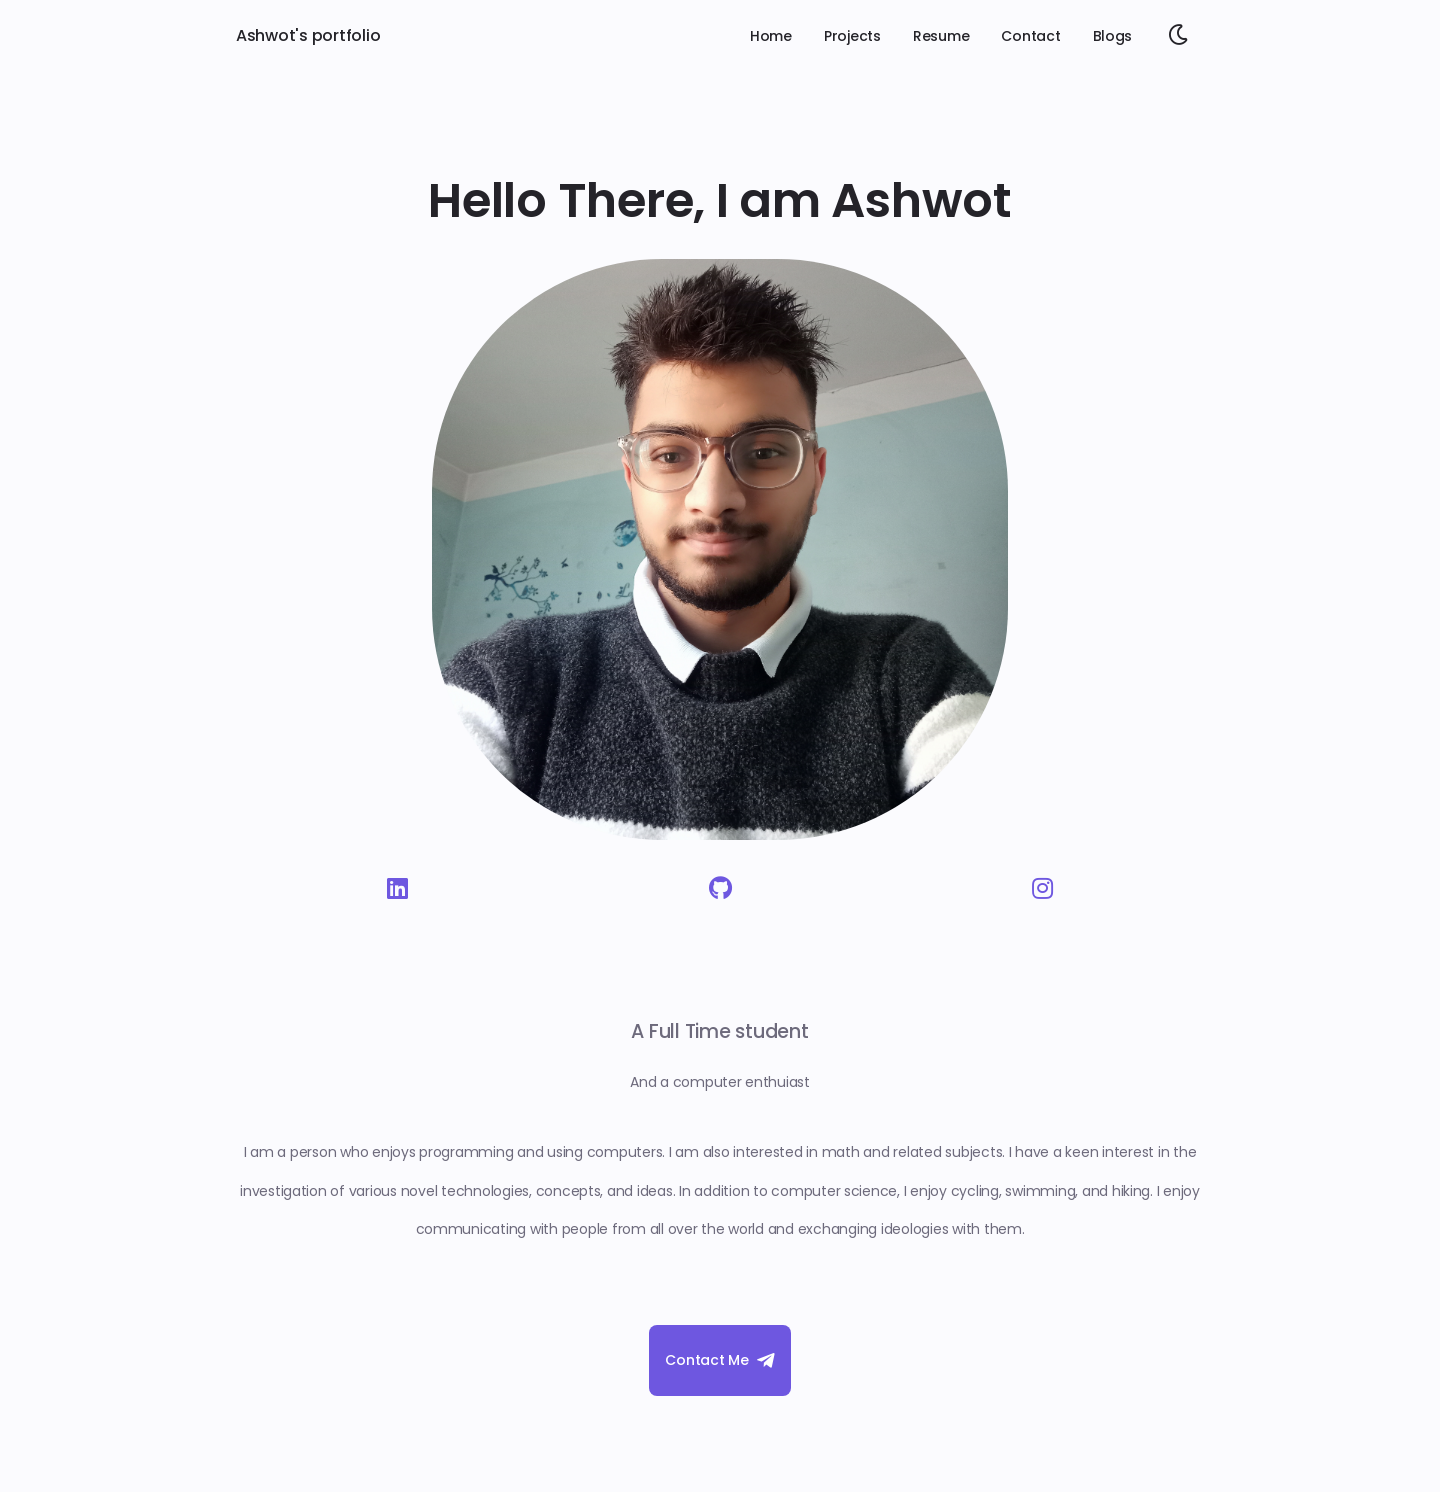 Ashwot's portfolio
Home Projects Resume Contact Blogs
Hello There, I am Ashwot
in
A Full Time student
And a computer enthuiast
I am a person who enjoys programming and using computers. I am also interested in math and related subjects. I have a keen interest in the
investigation of various novel technologies, concepts, and ideas. In addition to computer science, I enjoy cycling, swimming, and hiking. I enjoy
communicating with people from all over the world and exchanging ideologies with them.
Contact Me